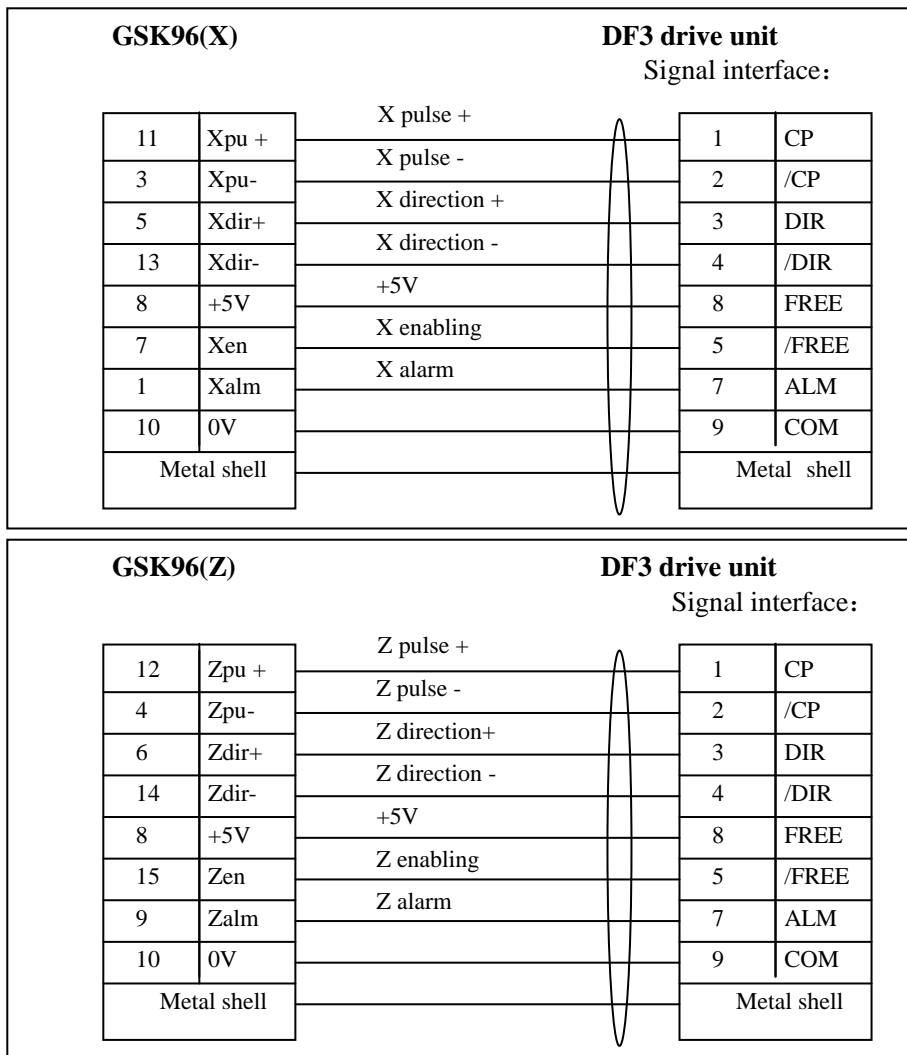 GSK96(X) DF3 drive unit
Signal interface：
X pulse +
11 Xpu + 1 CP
X pulse -
3 Xpu- 2 /CP
X direction +
5 Xdir+ 3 DIR
X direction -
13 Xdir- 4 /DIR
+5V
8 +5V 8 FREE
X enabling
7 Xen 5 /FREE
X alarm
1 Xalm 7 ALM
10 0V 9 COM
Metal shell Metal shell
GSK96(Z) DF3 drive unit
Signal interface：
Z pulse +
12 Zpu + 1 CP
Z pulse -
4 Zpu- 2 /CP
Z direction+
6 Zdir+ 3 DIR
Z direction -
14 Zdir- 4 /DIR
+5V
8 +5V 8 FREE
Z enabling
15 Zen 5 /FREE
Z alarm
9 Zalm 7 ALM
10 0V 9 COM
Metal shell Metal shell